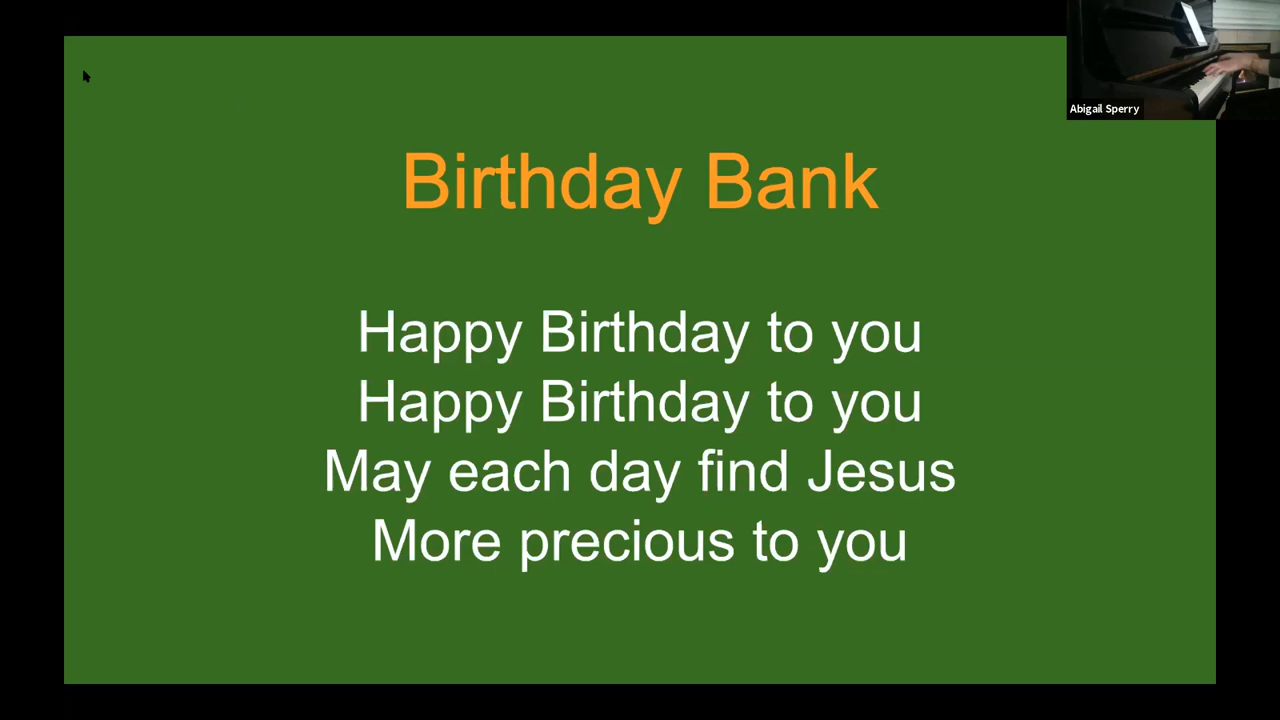 Abigail Sperry
Birthday Bank
Happy Birthday to you
Happy Birthday to you
May each day find Jesus
More precious to you